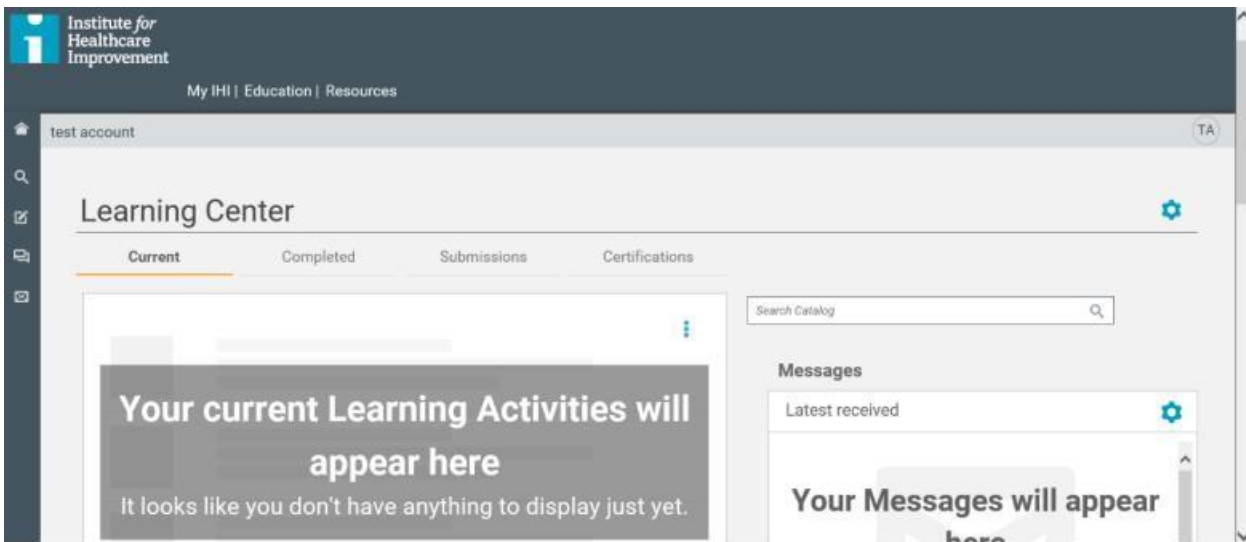 Institute for
Healthcare
Improvement
My IHI | Education | Resources
test account
TA
Learning Center
Current
Completed
Submissions
Certifications
Search Catalog
Your current Learning Activities will
appear here
It looks like you don't have anything to display just yet.
Messages
Latest received
Your Messages will appear
here